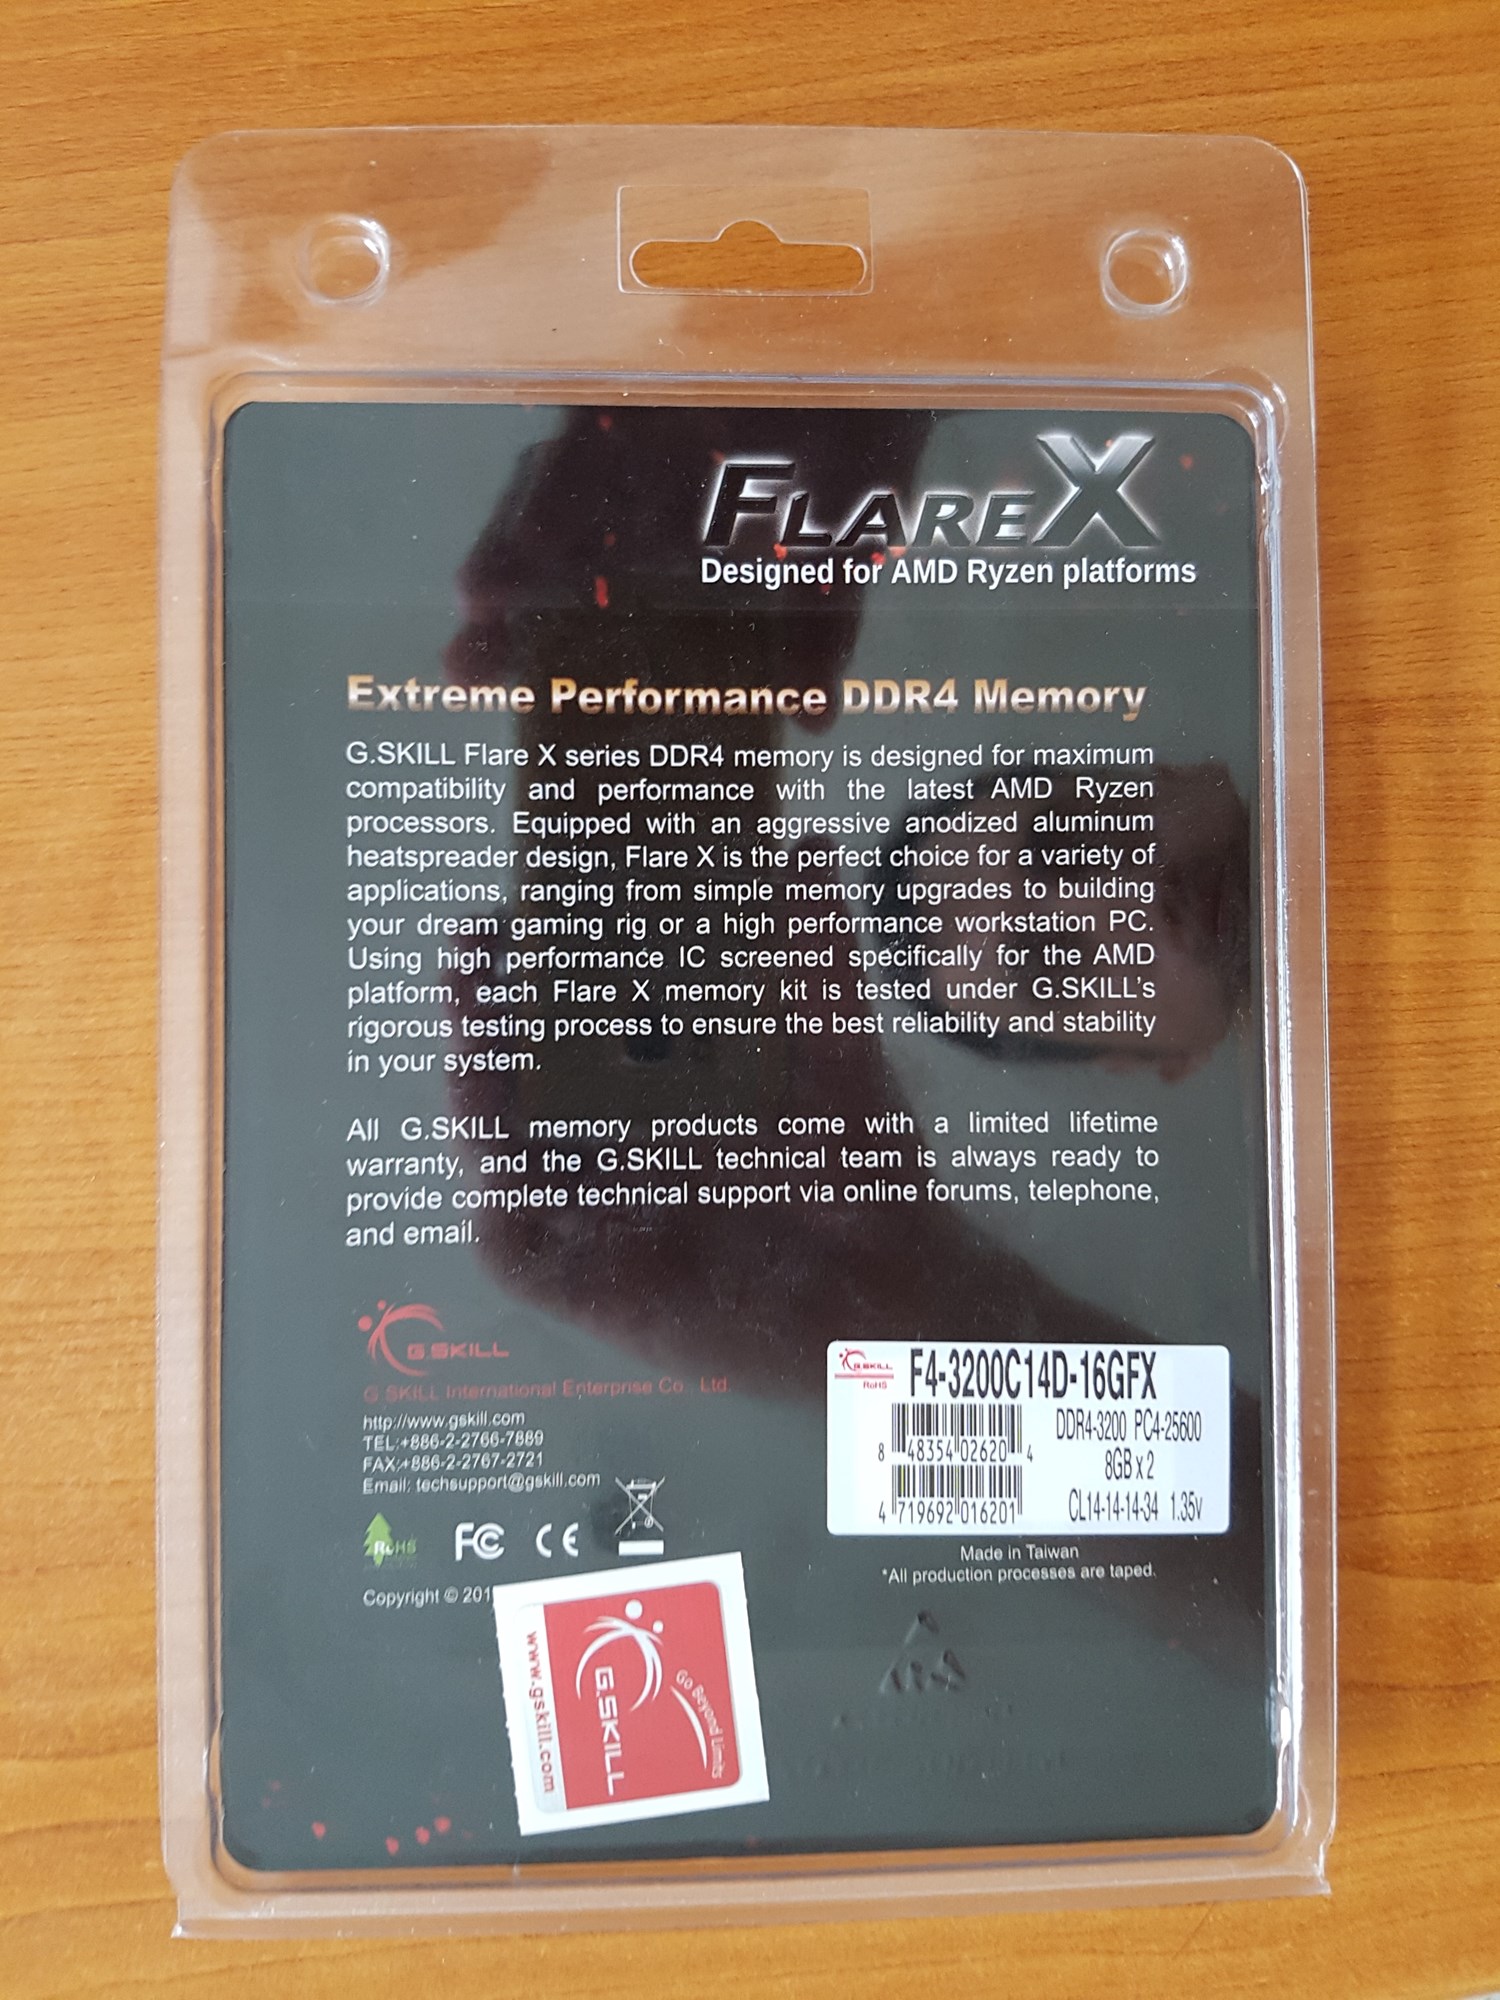 FLARE X
Designed for AMD Ryzen platforms
Extreme Performance DDR4 Memory
G.SKILL Flare X series DDR4 memory is designed for maximum
compatibility and performance with the latest AMD Ryzen
processors. Equipped with an aggressive anodized aluminum
heatspreader design, Flare X is the perfect choice for a variety of
applications, ranging from simple memory upgrades to building
your dream gaming rig or a high performance workstation PC.
Using high performance IC screened specifically for the AMD
platform, each Flare X memory kit is tested under G.SKILL's
rigorous testing process to ensure the best reliability and stability
in your system.
All G.SKILL memory products come with a limited lifetime
warranty, and the G.SKILL technical team is always ready to
provide complete technical support via online forums, telephone,
and email.
G.SKILL
G.SKILL International Enterprise Co., Ltd.
http://www.gskill.com
TEL:+886-2-2766-7889
FAX:+886-2-2767-2721
Email: techsupport@gskill.com
RoHS FC CE
Copyright © 201
G.SKILL
RoHS
F4-3200C14D-16GFX
DDR4-3200 PC4-25600
8GB x 2
CL14-14-14-34 1.35v
8 48354 02620 4
4 719692 016201
Made in Taiwan
*All production processes are taped.
Go Beyond Limits
G.SKILL
www.gskill.com